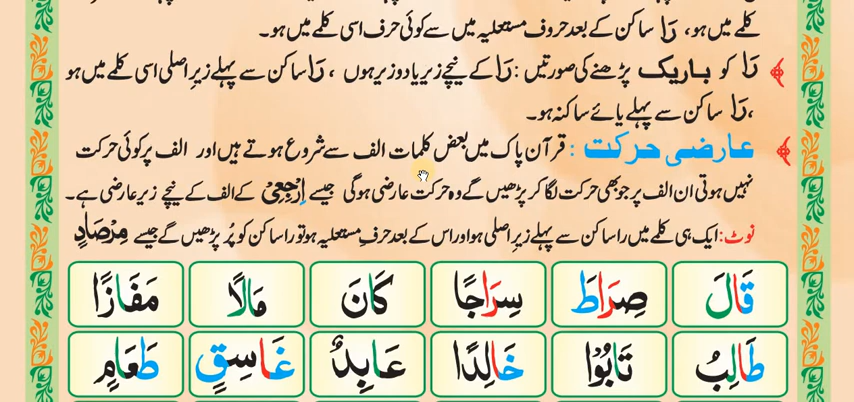 کلمے میں ہو، رَا ساکن کے بعد حروف مستعلیہ میں سے کوئی حرف اسی کلمے میں ہو۔
رَا کو باریک پڑھنے کی صورتیں : رَا کے نیچے زیر یا دو زیر ہوں ، رَا ساکن سے پہلے زیرِ اصلی اسی کلمے میں ہو
، رَا ساکن سے پہلے یائے ساکنہ ہو۔
عارضی حرکت : قرآن پاک میں بعض کلمات الف سے شروع ہوتے ہیں اور الف پر کوئی حرکت
نہیں ہوتی ان الف پر جو بھی حرکت لگا کر پڑھیں گے وہ حرکت عارضی ہوگی جیسے اِرْجِعِیْ کے الف کے نیچے زیر عارضی ہے۔
نوٹ: ایک ہی کلمے میں را ساکن سے پہلے زیرِ اصلی ہو اور اس کے بعد حرفِ مستعلیہ ہو تو را ساکن کو پُر پڑھیں گے جیسے مِرْصَادٍ
قَالَ صِرَاطَ سِرَاجًا كَانَ مَالًا مَفَازًا
طَالِبُ تَابُوْا خَالِدًا عَابِدٌ غَاسِقٍ طَعَامٍ